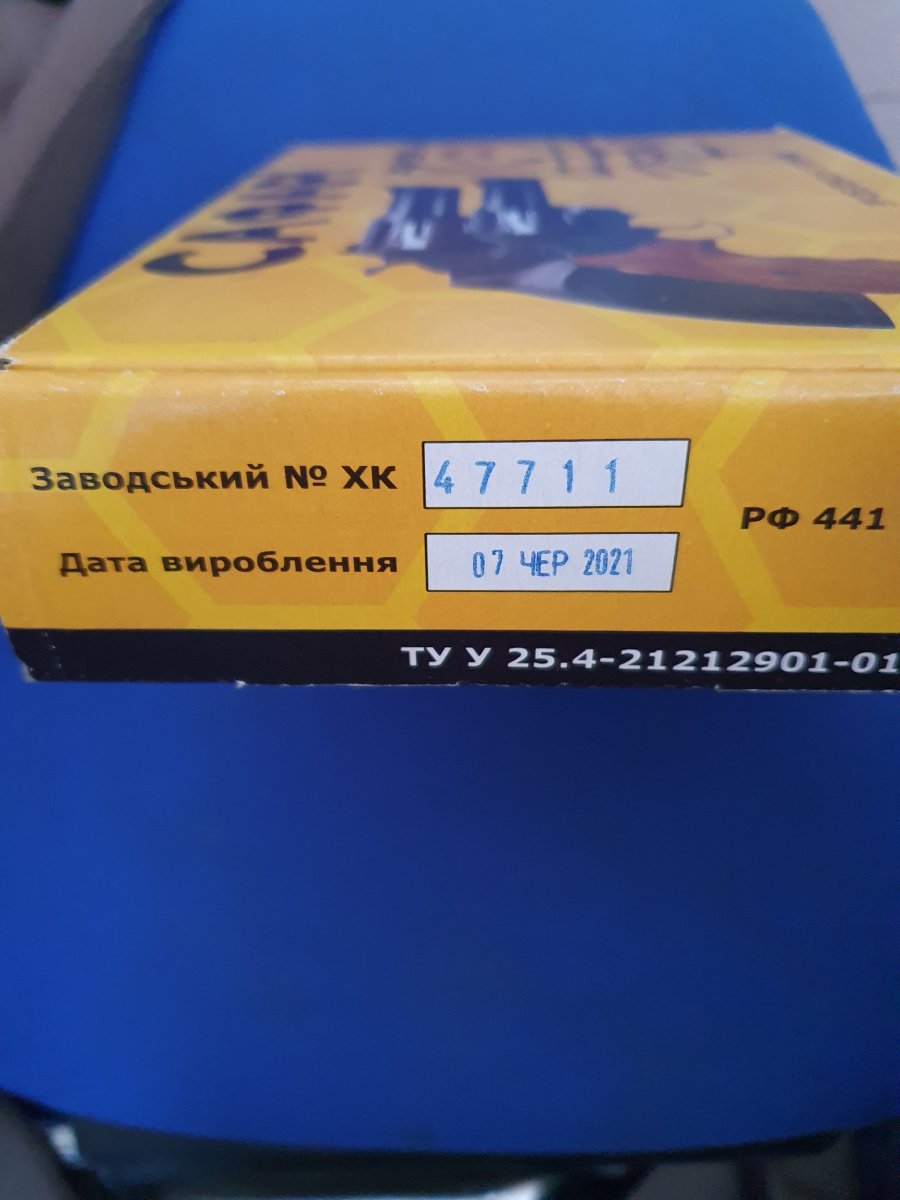 Заводський № ХК 47711
РФ 441
Дата вироблення 07 ЧЕР 2021
ТУ У 25.4-21212901-01